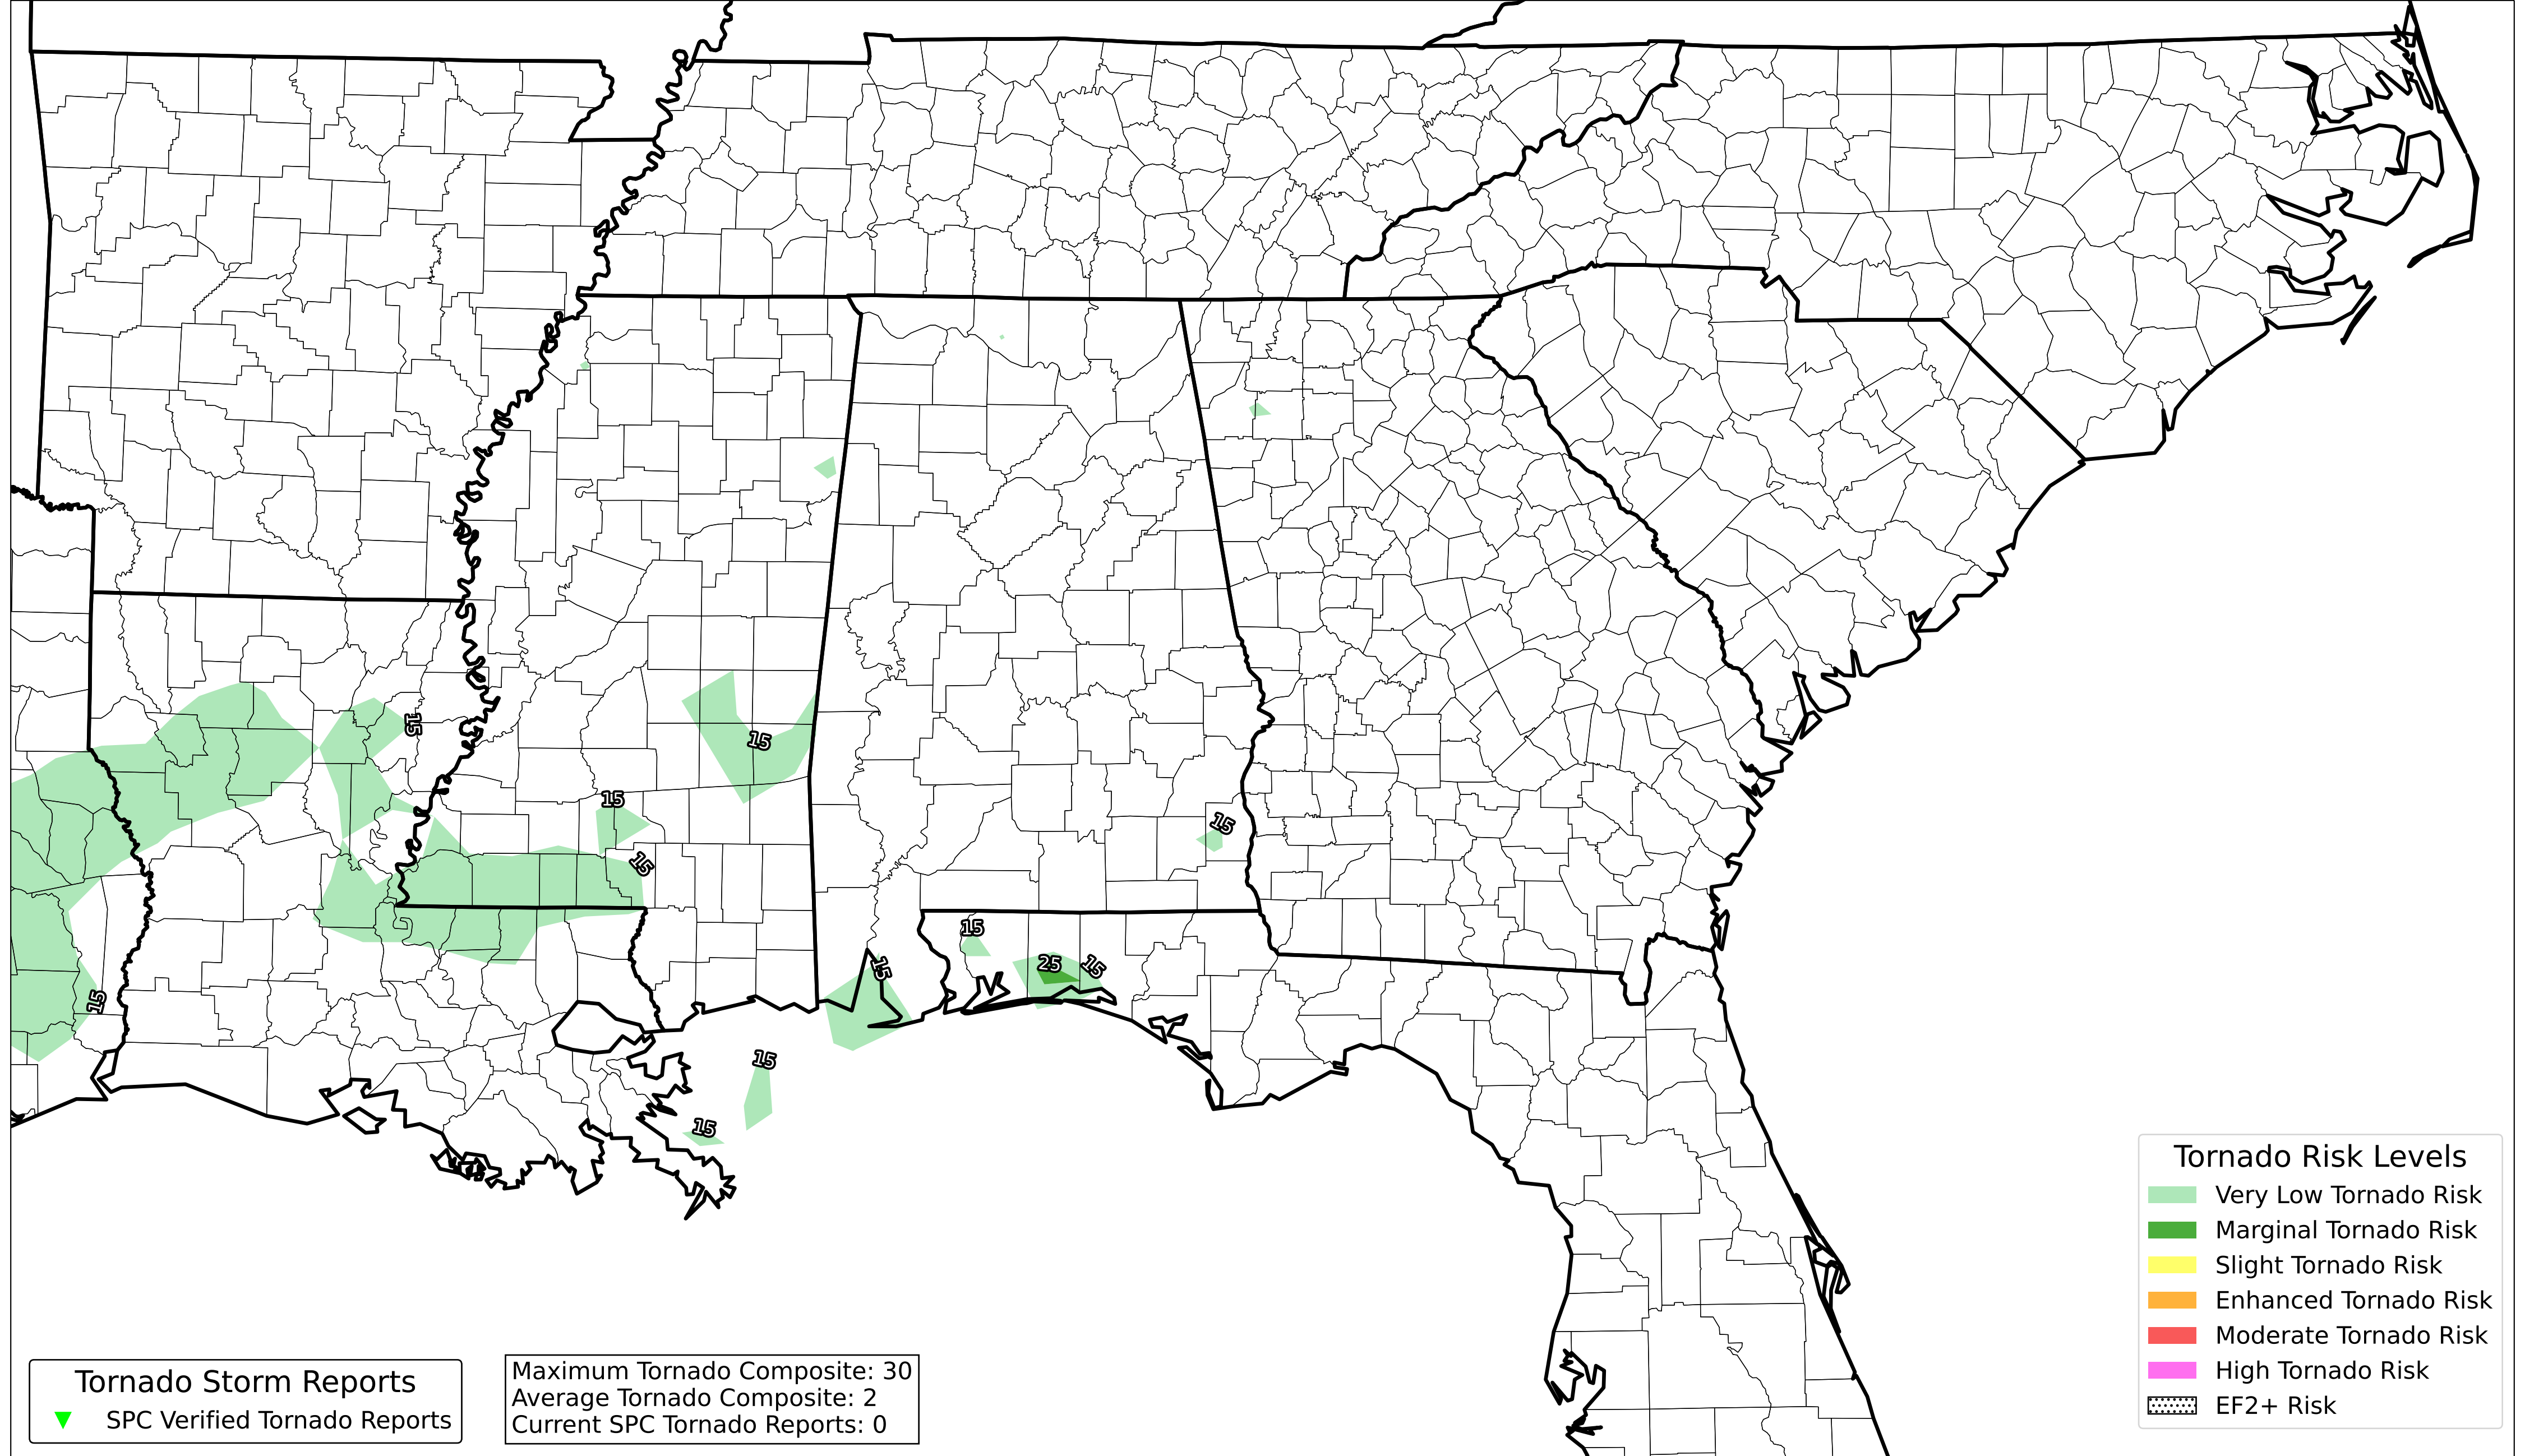 15
15
15
15
15
15
15
25
15
15
15
15
15
Tornado Risk Levels
Very Low Tornado Risk
Marginal Tornado Risk
Slight Tornado Risk
Enhanced Tornado Risk
Moderate Tornado Risk
High Tornado Risk
EF2+ Risk
Tornado Storm Reports
SPC Verified Tornado Reports
Maximum Tornado Composite: 30
Average Tornado Composite: 2
Current SPC Tornado Reports: 0